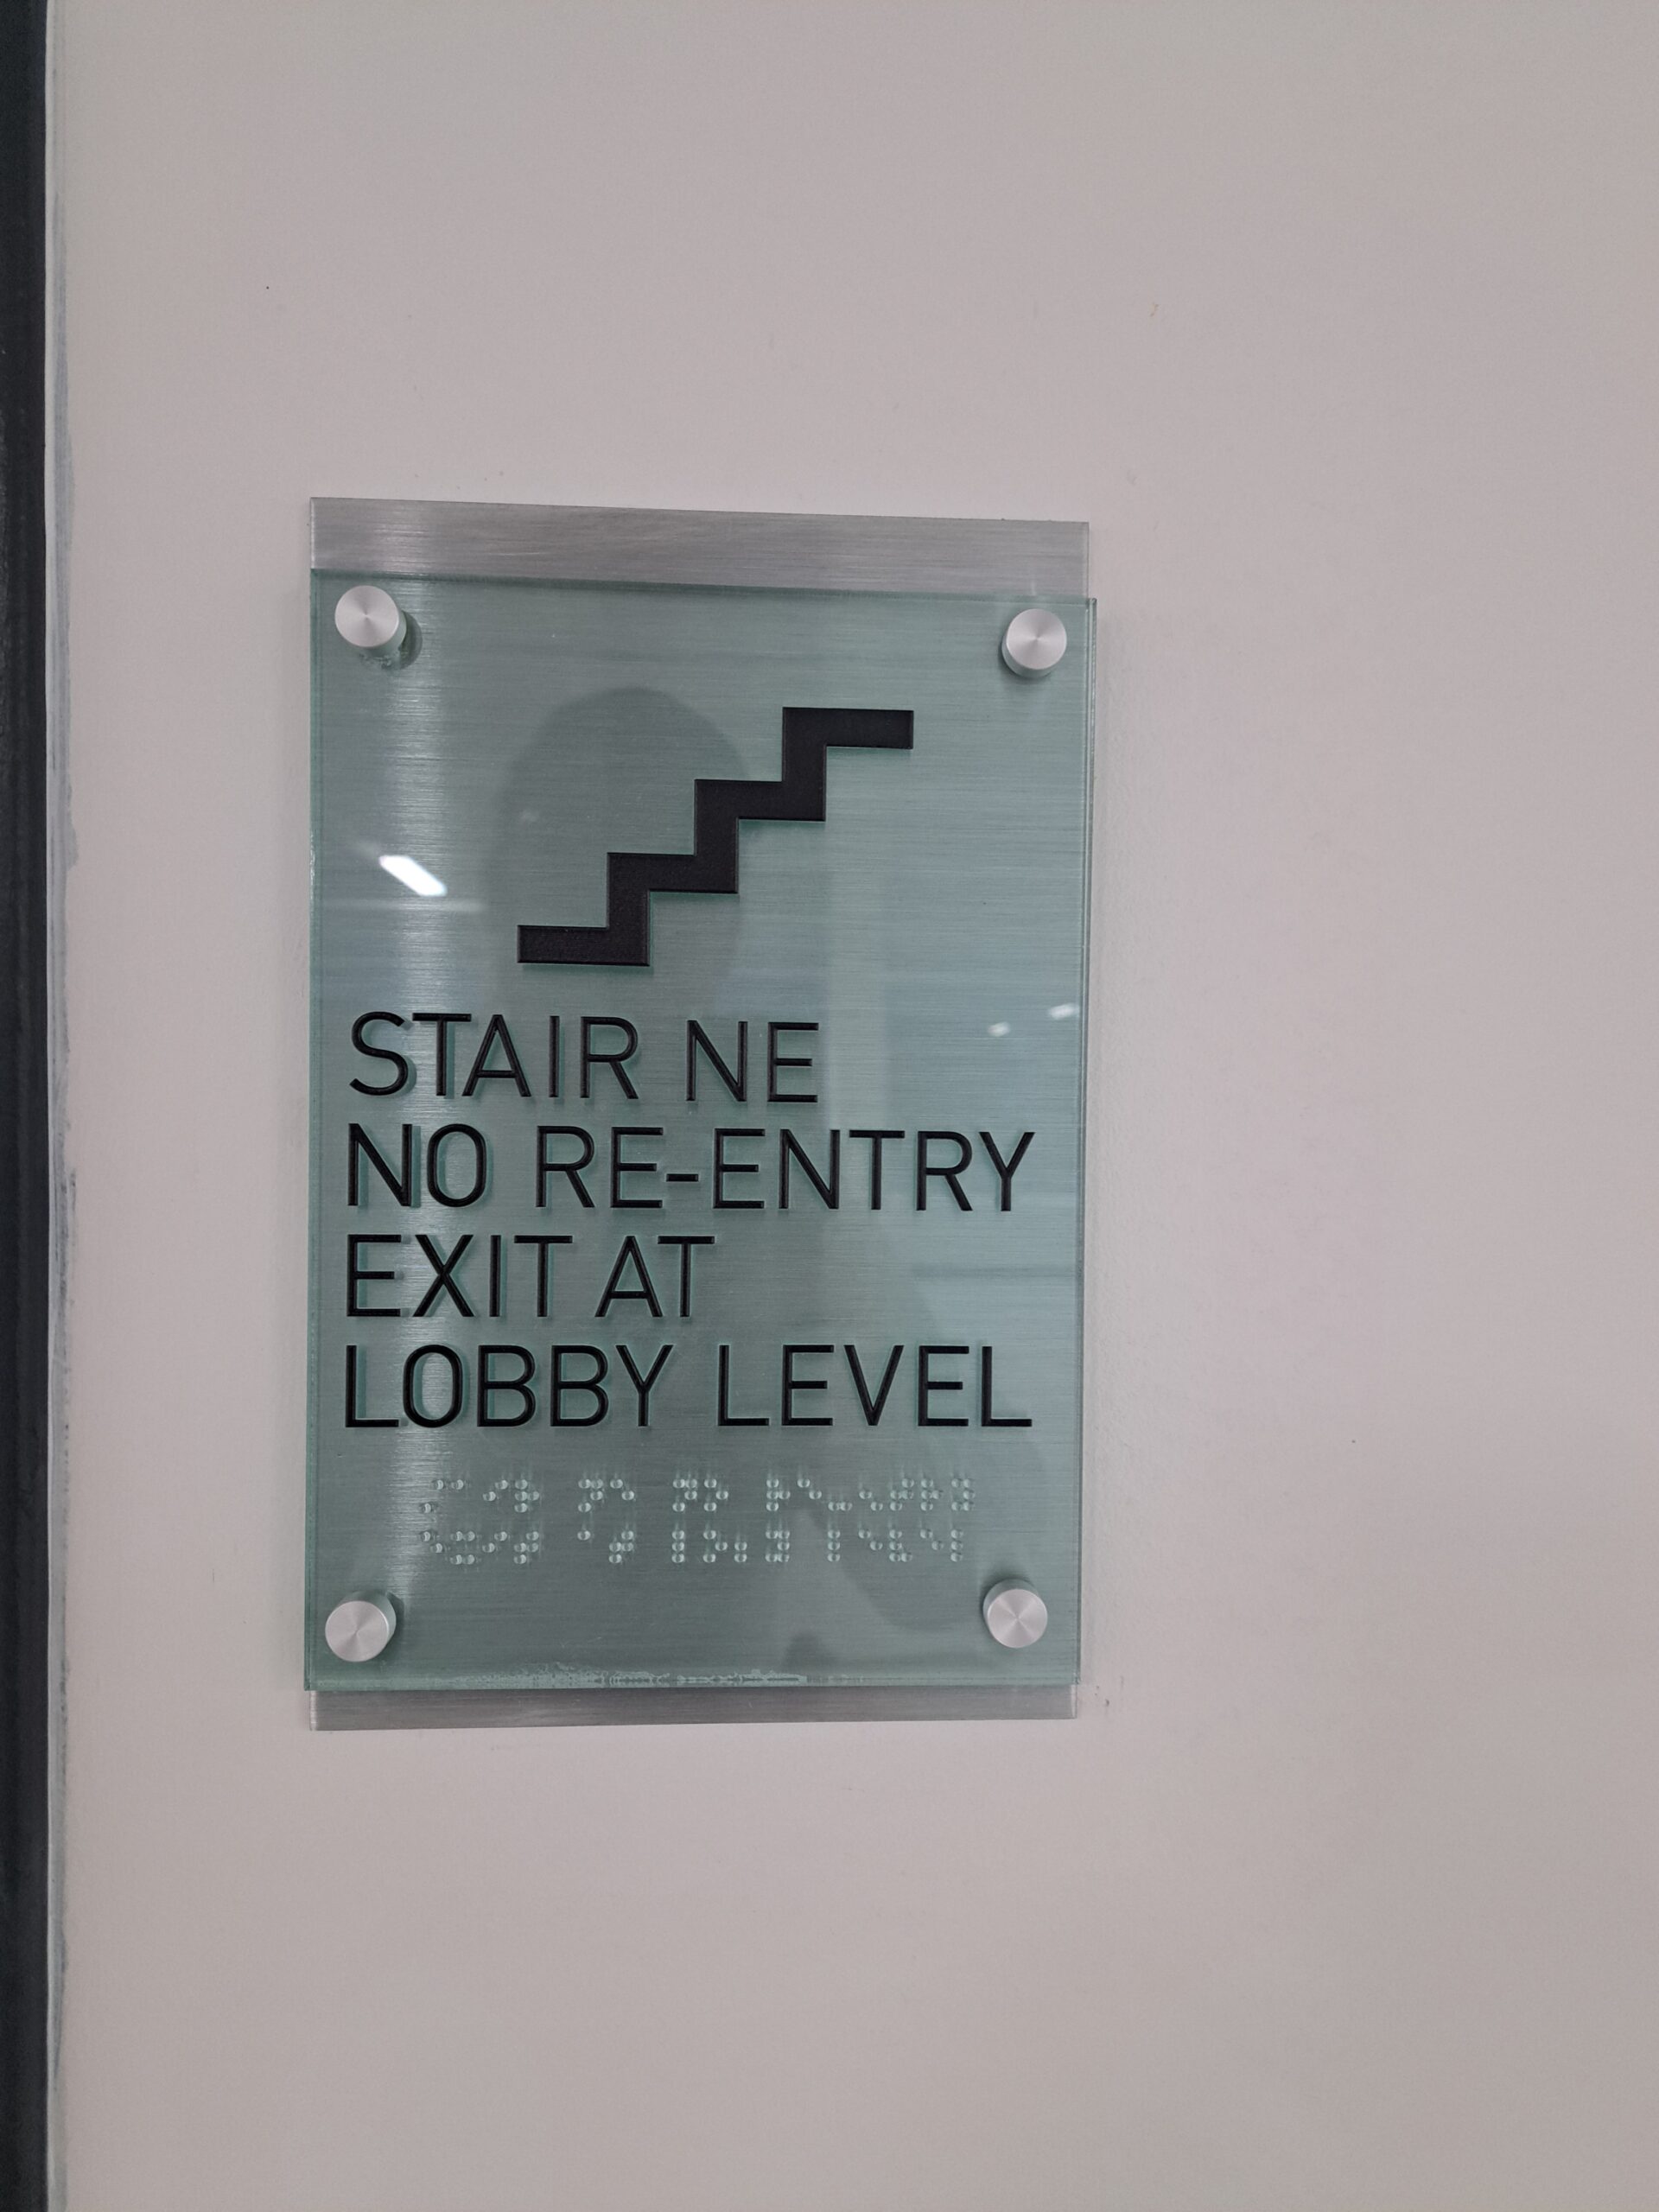 STAIR NE
NO RE-ENTRY
EXIT AT
LOBBY LEVEL